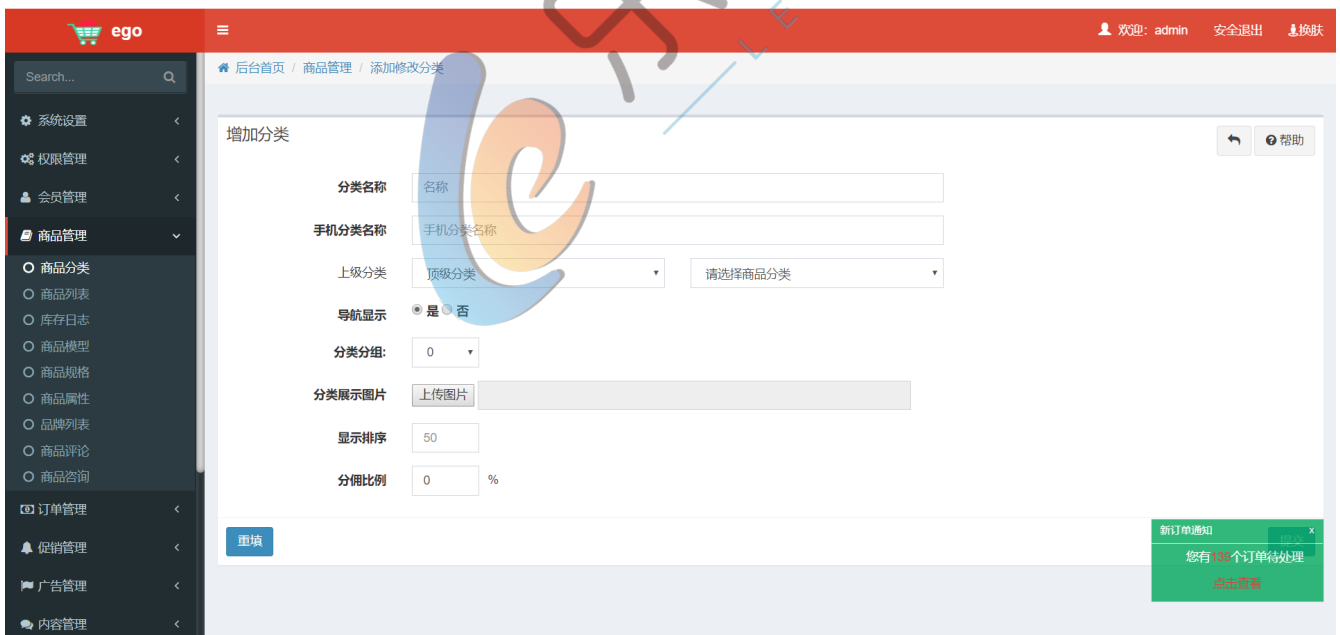 ego
欢迎：admin 安全退出 换肤
Search...
后台首页 / 商品管理 / 添加修改分类
系统设置
权限管理
会员管理
商品管理
商品分类
商品列表
库存日志
商品模型
商品规格
商品属性
品牌列表
商品评论
商品咨询
订单管理
促销管理
广告管理
内容管理
增加分类
帮助
分类名称 名称
手机分类名称 手机分类名称
上级分类 顶级分类 请选择商品分类
导航显示 是 否
分类分组: 0
分类展示图片 上传图片
显示排序 50
分佣比例 0 %
重填 提交
新订单通知 x
您有138个订单待处理
点击查看